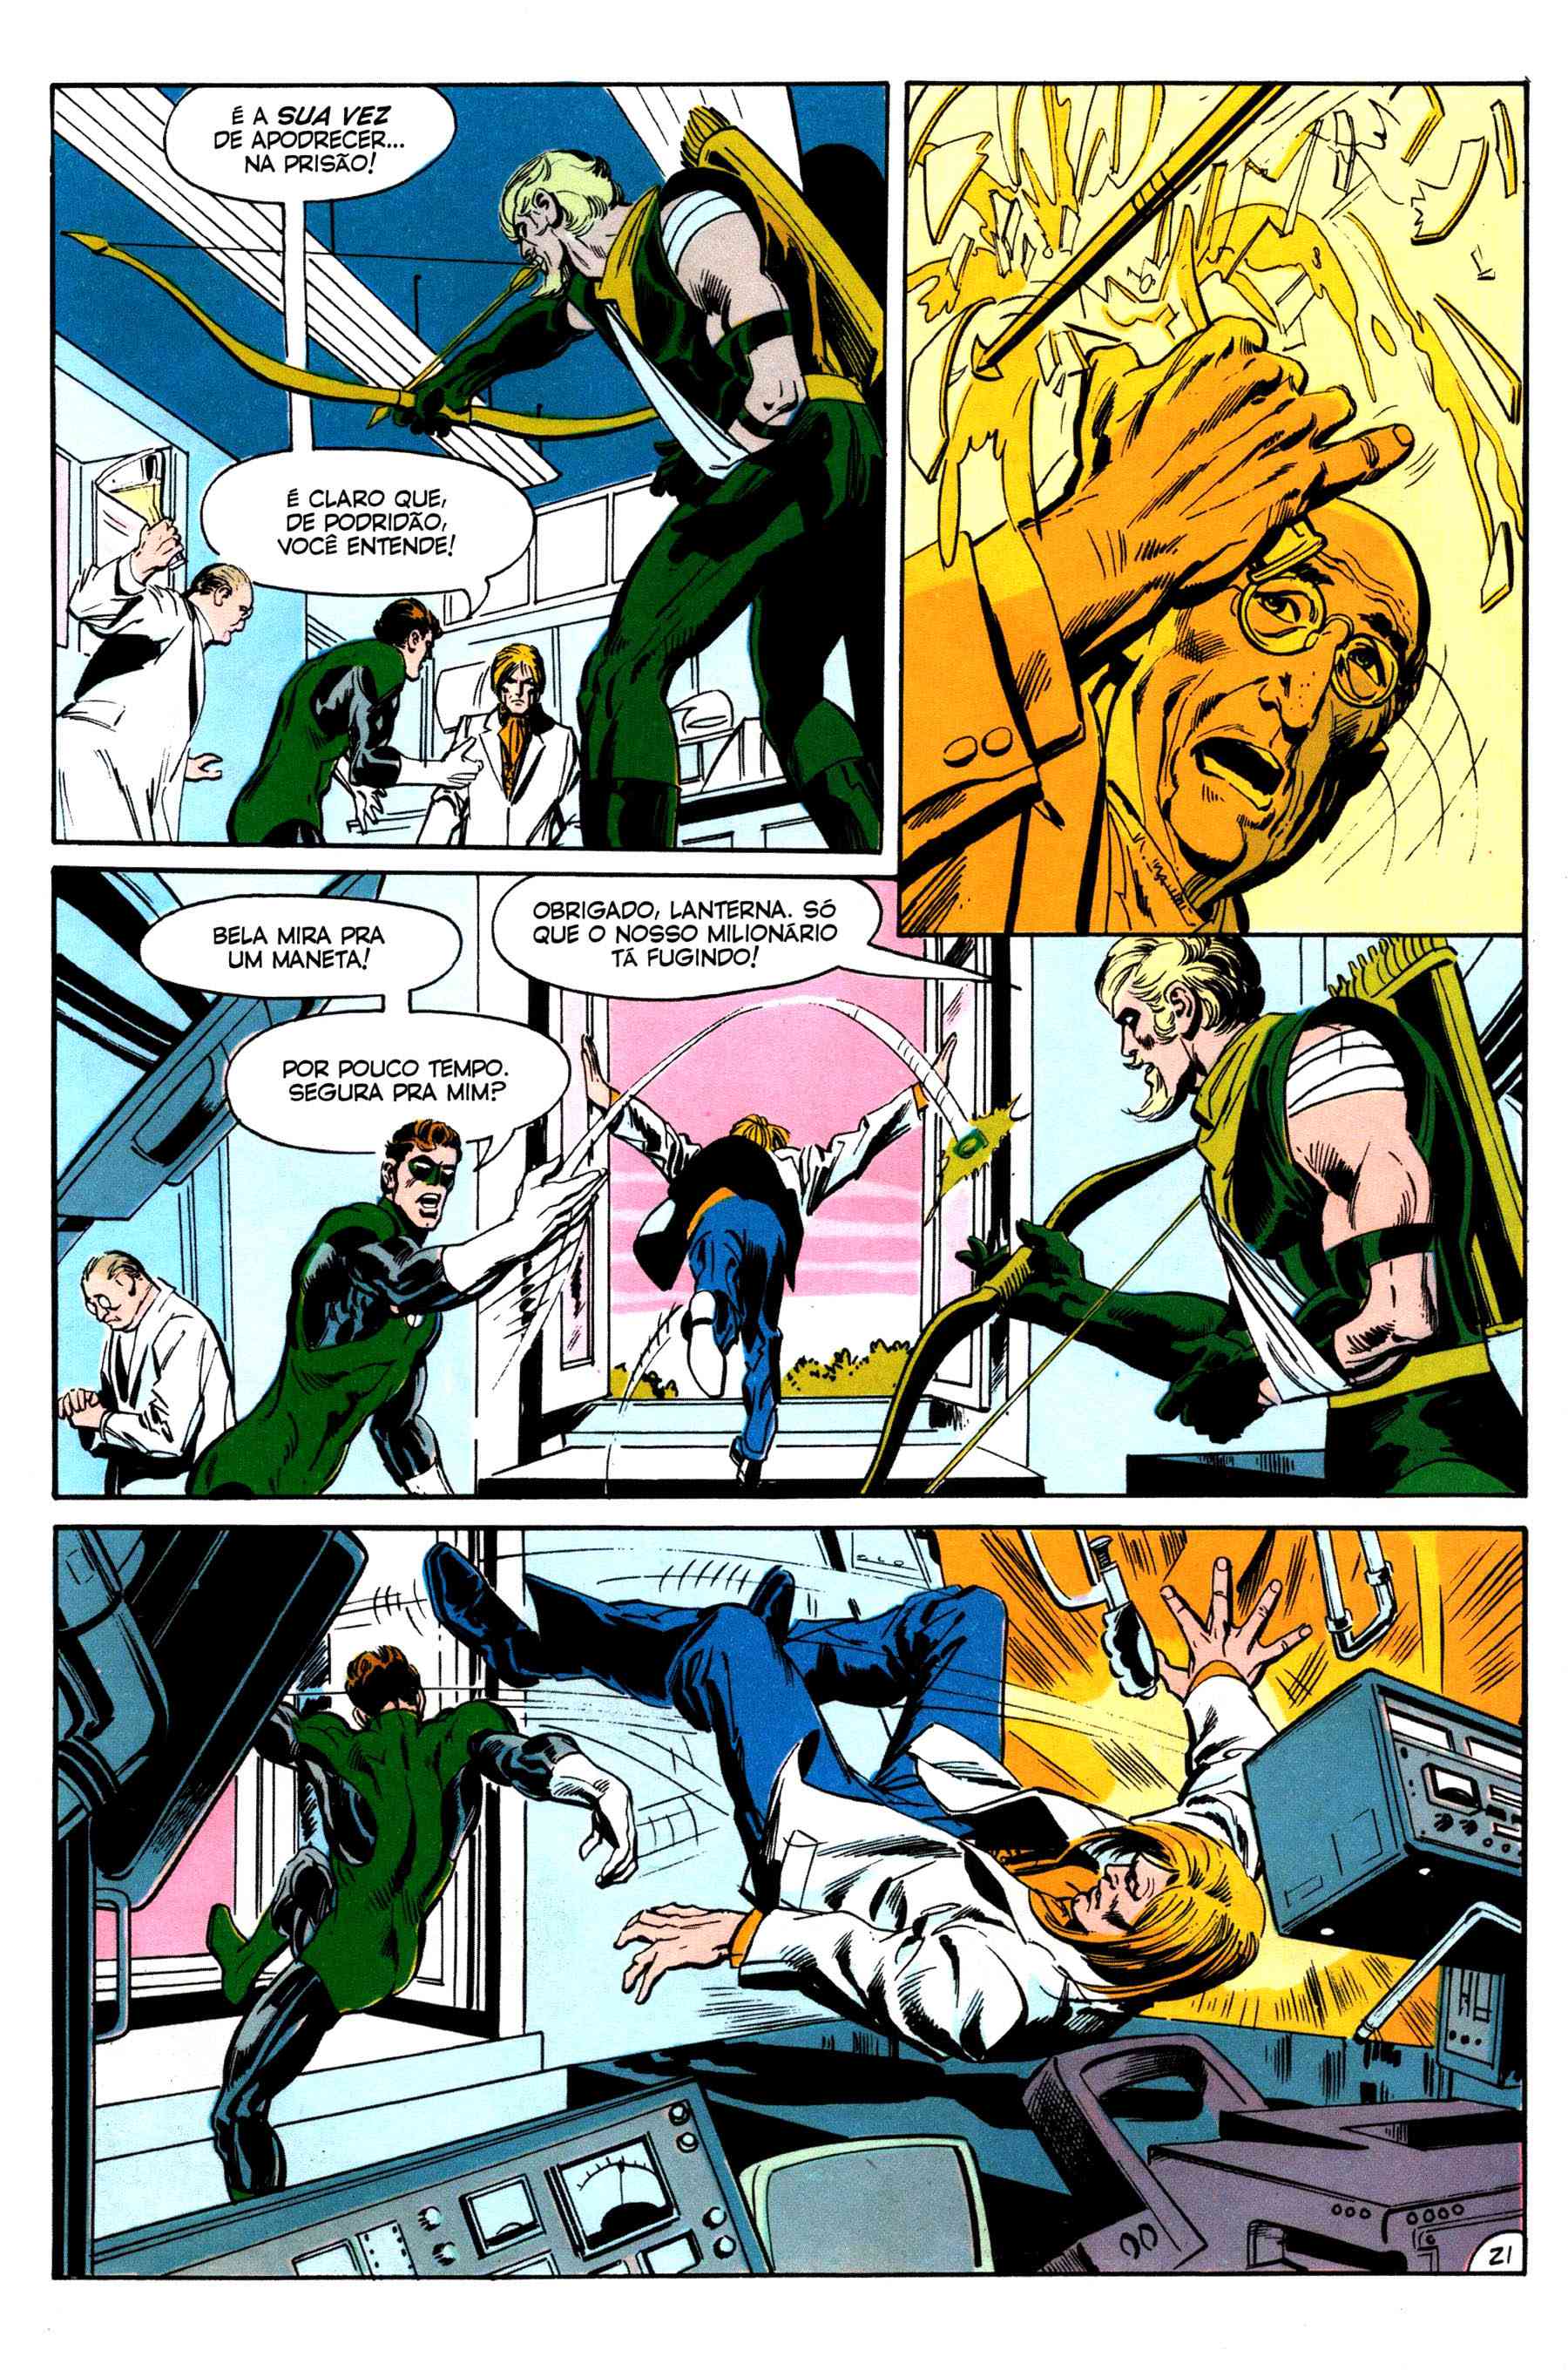 É A SUA VEZ
DE APODRECER...
NA PRISÃO!
É CLARO QUE,
DE PODRIDÃO,
VOCÊ ENTENDE!
BELA MIRA PRA
UM MANETA!
POR POUCO TEMPO.
SEGURA PRA MIM?
OBRIGADO, LANTERNA. SÓ
QUE O NOSSO MILIONÁRIO
TÁ FUGINDO!
21